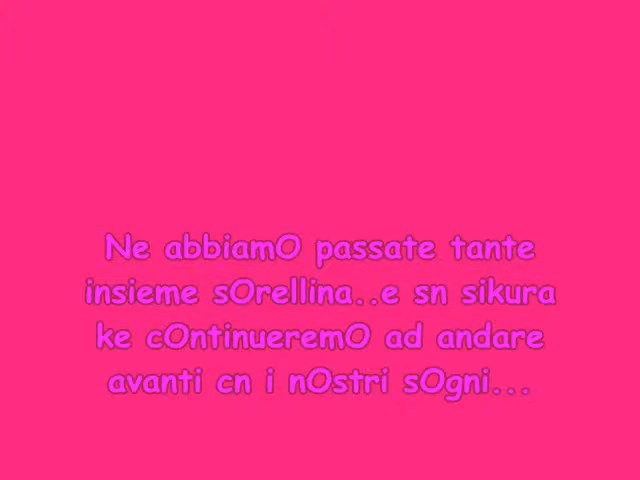 Ne abbiamO passate tante
insieme sOrellina..e sn sikura
ke cOntinueremO ad andare
avanti cn i nOstri sOgni...